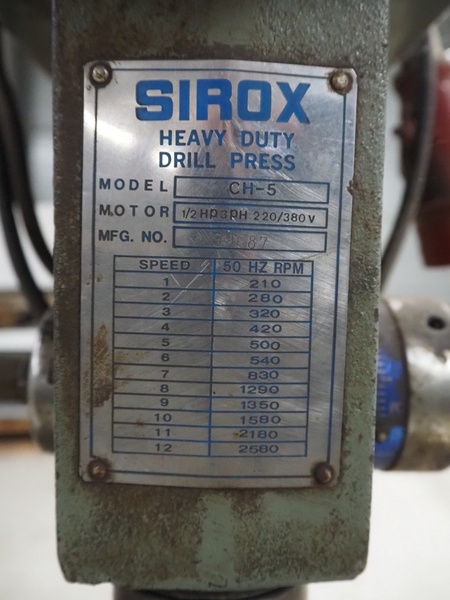 SIROX
HEAVY DUTY
DRILL PRESS
MODEL CH-5
MOTOR 1/2 HP 3PH 220/380 V
MFG. NO. 87
SPEED 50 HZ RPM
1 210
2 280
3 320
4 420
5 500
6 540
7 830
8 1290
9 1350
10 1580
11 2180
12 2580